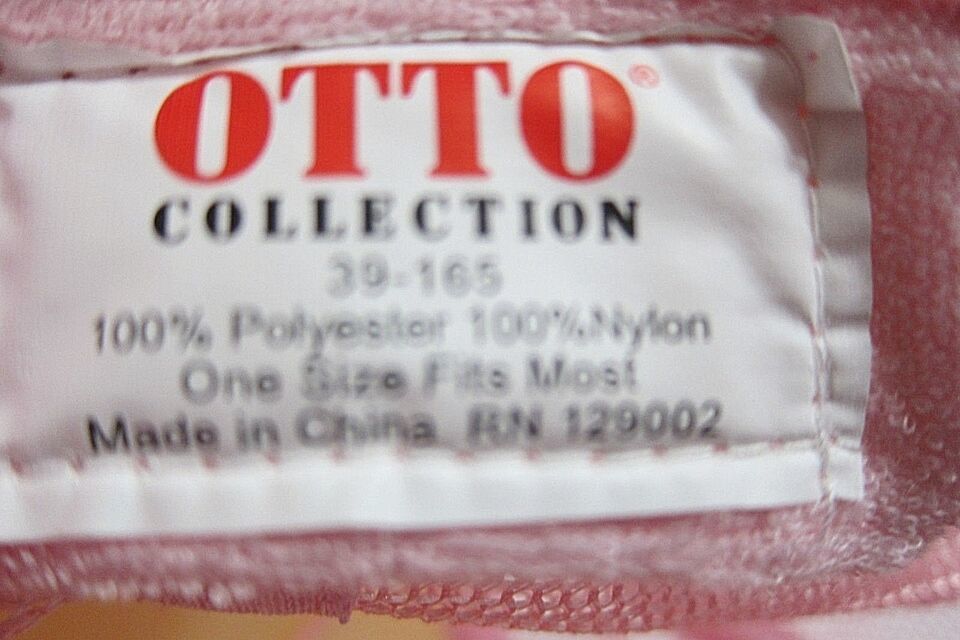 OTTO®
COLLECTION
39-165
100% Polyester 100%Nylon
One Size Fits Most
Made in China RN 129002